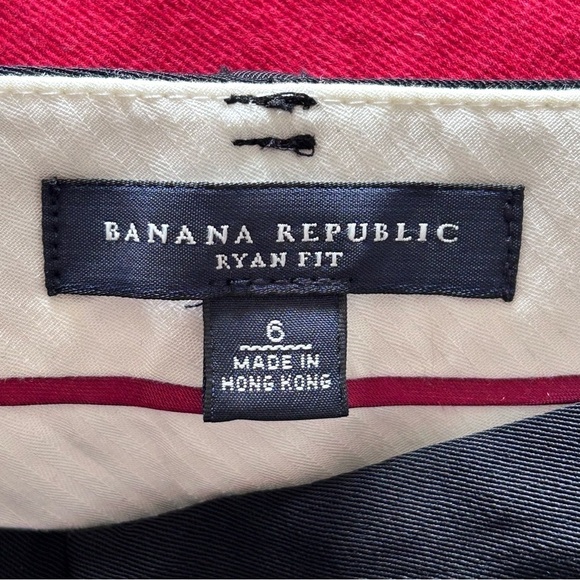 BANANA REPUBLIC
RYAN FIT
6
MADE IN
HONG KONG